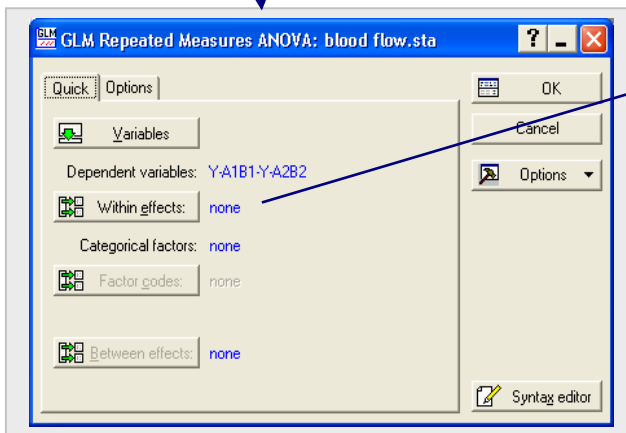 GLM GLM Repeated Measures ANOVA: blood flow.sta ?
Quick Options
OK
Variables
Cancel
Dependent variables: Y-A1B1-Y-A2B2
Options
Within effects: none
Categorical factors: none
Factor codes: none
Between effects: none
Syntax editor